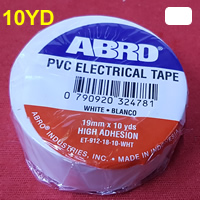 10YD
ABRO
PVC ELECTRICAL TAPE
0 790920 324781
WHITE • BLANCO
19mm x 10 yds
HIGH ADHESION
ET-912-18-10-WHT
ABRO INDUSTRIES, INC. • MADE IN